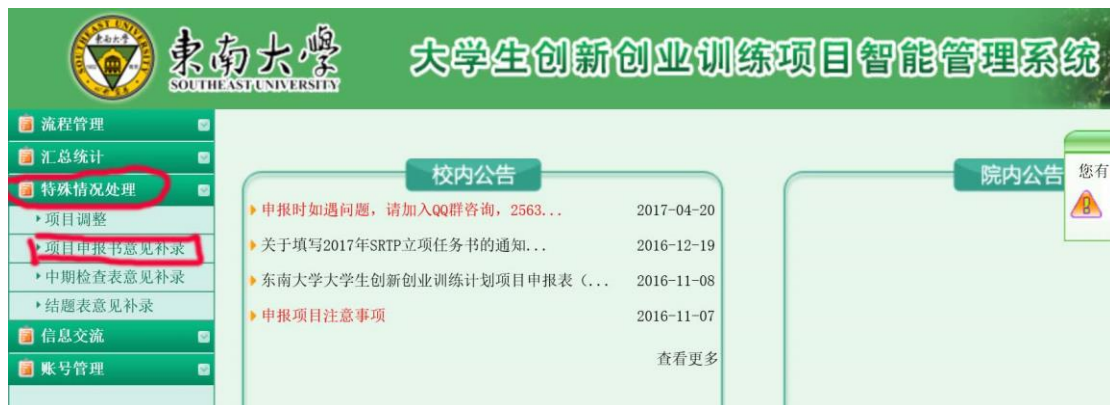 東南大學
SOUTHEAST UNIVERSITY
大学生创新创业训练项目智能管理系统
流程管理
汇总统计
特殊情况处理
项目调整
项目申报书意见补录
中期检查表意见补录
结题表意见补录
信息交流
账号管理
校内公告
申报时如遇问题，请加入QQ群咨询，2563... 2017-04-20
关于填写2017年SRTP立项任务书的通知... 2016-12-19
东南大学大学生创新创业训练计划项目申报表（... 2016-11-08
申报项目注意事项 2016-11-07
查看更多
院内公告
您有